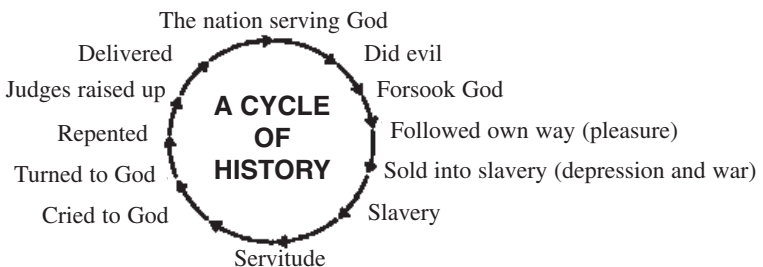 The nation serving God
Did evil
Forsook God
Followed own way (pleasure)
Sold into slavery (depression and war)
Slavery
Servitude
Cried to God
Turned to God
Repented
Judges raised up
Delivered
A CYCLE
OF
HISTORY